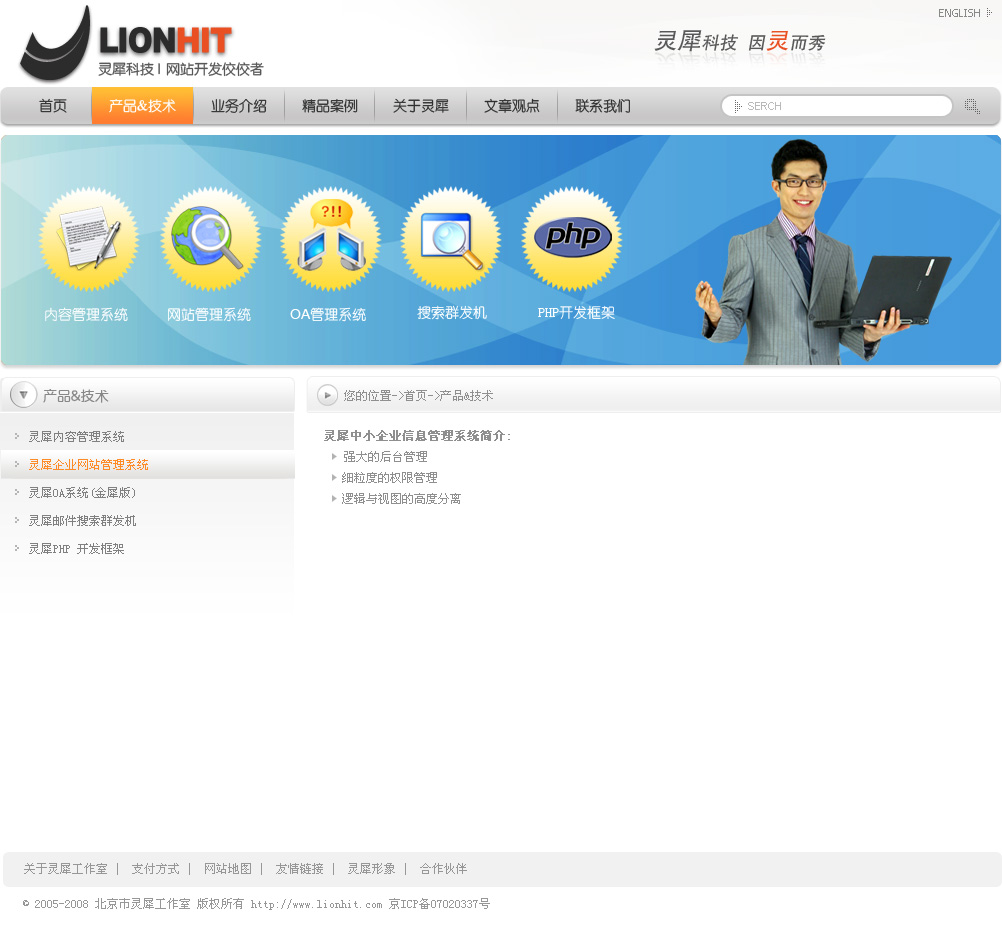 ENGLISH
LIONHIT
灵犀科技 | 网站开发佼佼者
灵犀科技 因灵而秀
首页 产品&技术 业务介绍 精品案例 关于灵犀 文章观点 联系我们 SERCH
?!!
php
内容管理系统 网站管理系统 OA管理系统 搜索群发机 PHP开发框架
产品&技术
灵犀内容管理系统
灵犀企业网站管理系统
灵犀OA系统(金犀版)
灵犀邮件搜索群发机
灵犀PHP 开发框架
您的位置->首页->产品&技术
灵犀中小企业信息管理系统简介:
强大的后台管理
细粒度的权限管理
逻辑与视图的高度分离
关于灵犀工作室 | 支付方式 | 网站地图 | 友情链接 | 灵犀形象 | 合作伙伴
© 2005-2008 北京市灵犀工作室 版权所有 http://www.lionhit.com 京ICP备07020337号